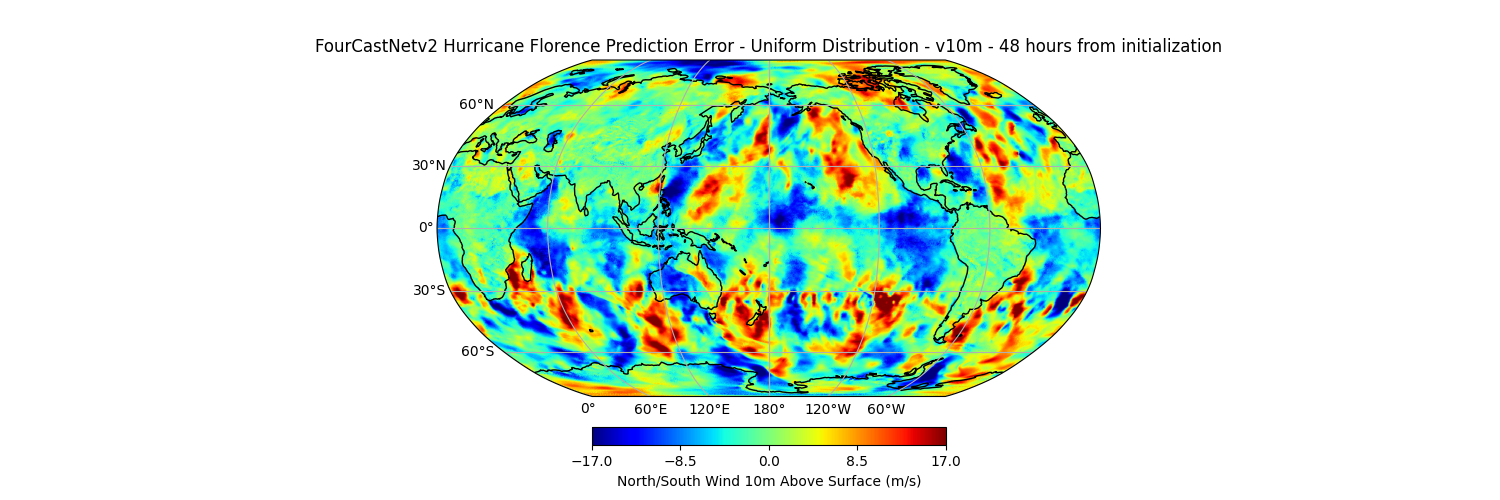 FourCastNetv2 Hurricane Florence Prediction Error - Uniform Distribution - v10m - 48 hours from initialization
60°N
30°N
0°
30°S
60°S
0° 60°E 120°E 180° 120°W 60°W
−17.0 −8.5 0.0 8.5 17.0
North/South Wind 10m Above Surface (m/s)